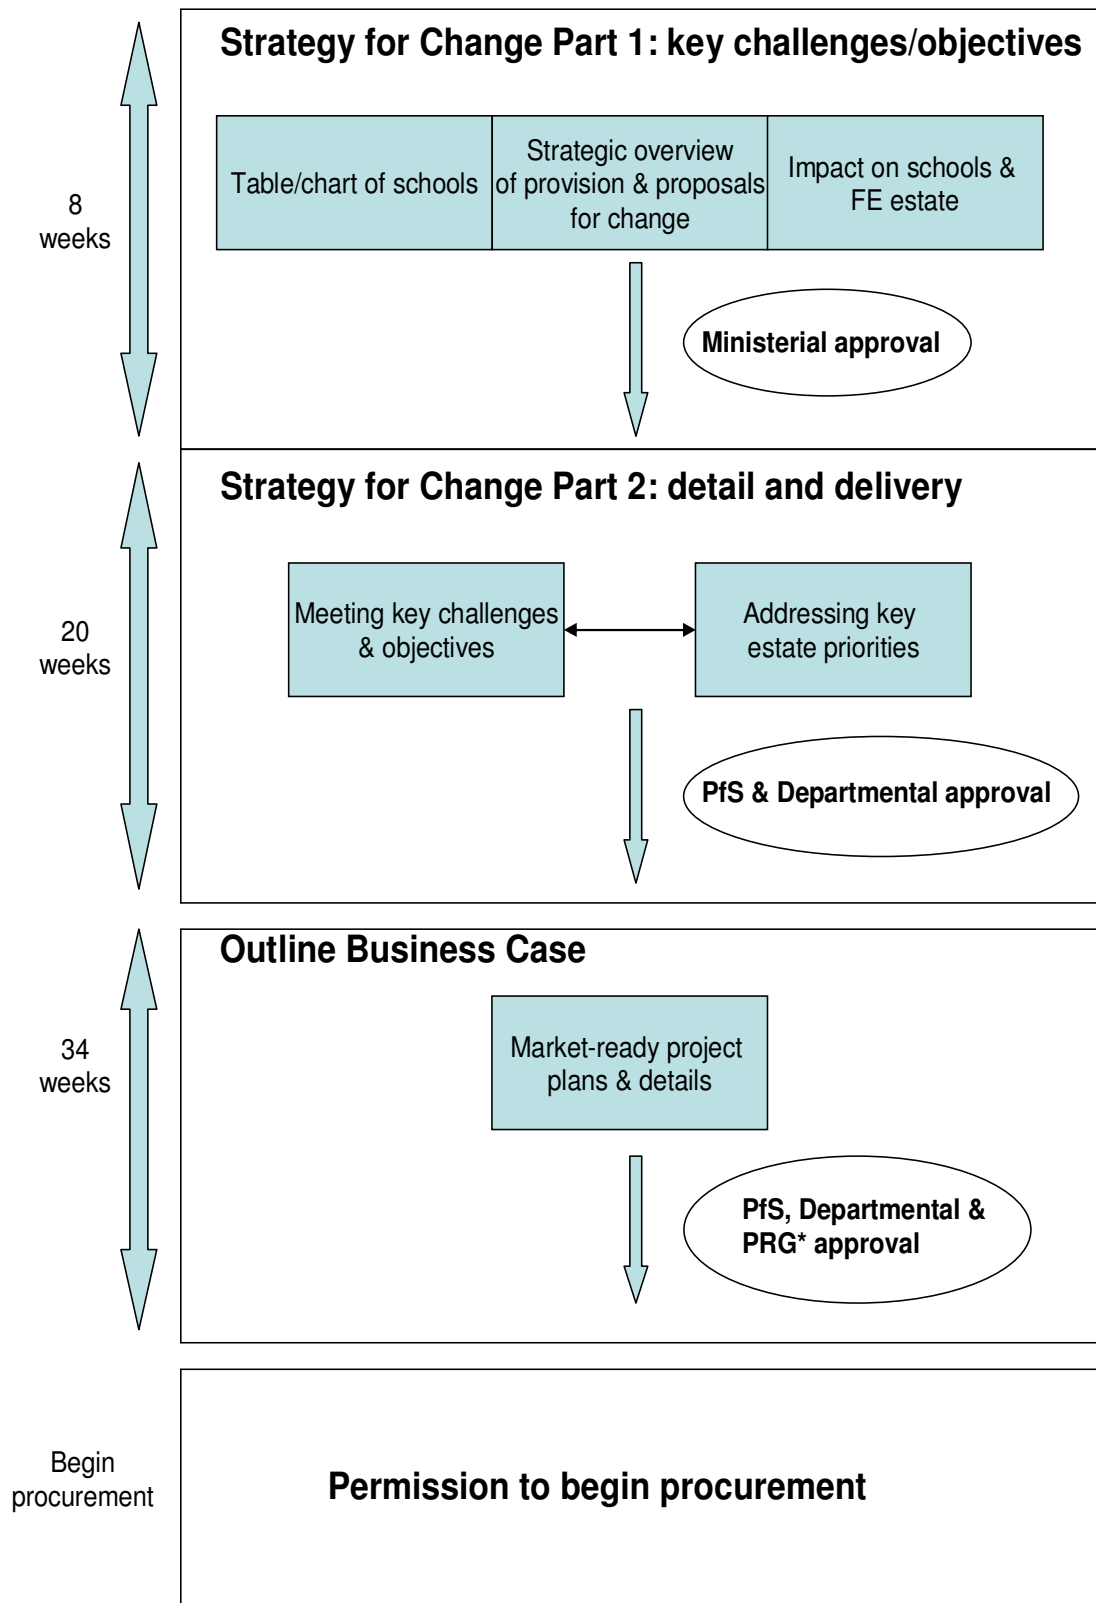 Strategy for Change Part 1: key challenges/objectives
8
weeks
Table/chart of schools
Strategic overview
of provision & proposals
for change
Impact on schools &
FE estate
Ministerial approval
Strategy for Change Part 2: detail and delivery
20
weeks
Meeting key challenges
& objectives
Addressing key
estate priorities
PfS & Departmental approval
Outline Business Case
34
weeks
Market-ready project
plans & details
PfS, Departmental &
PRG* approval
Begin
procurement
Permission to begin procurement